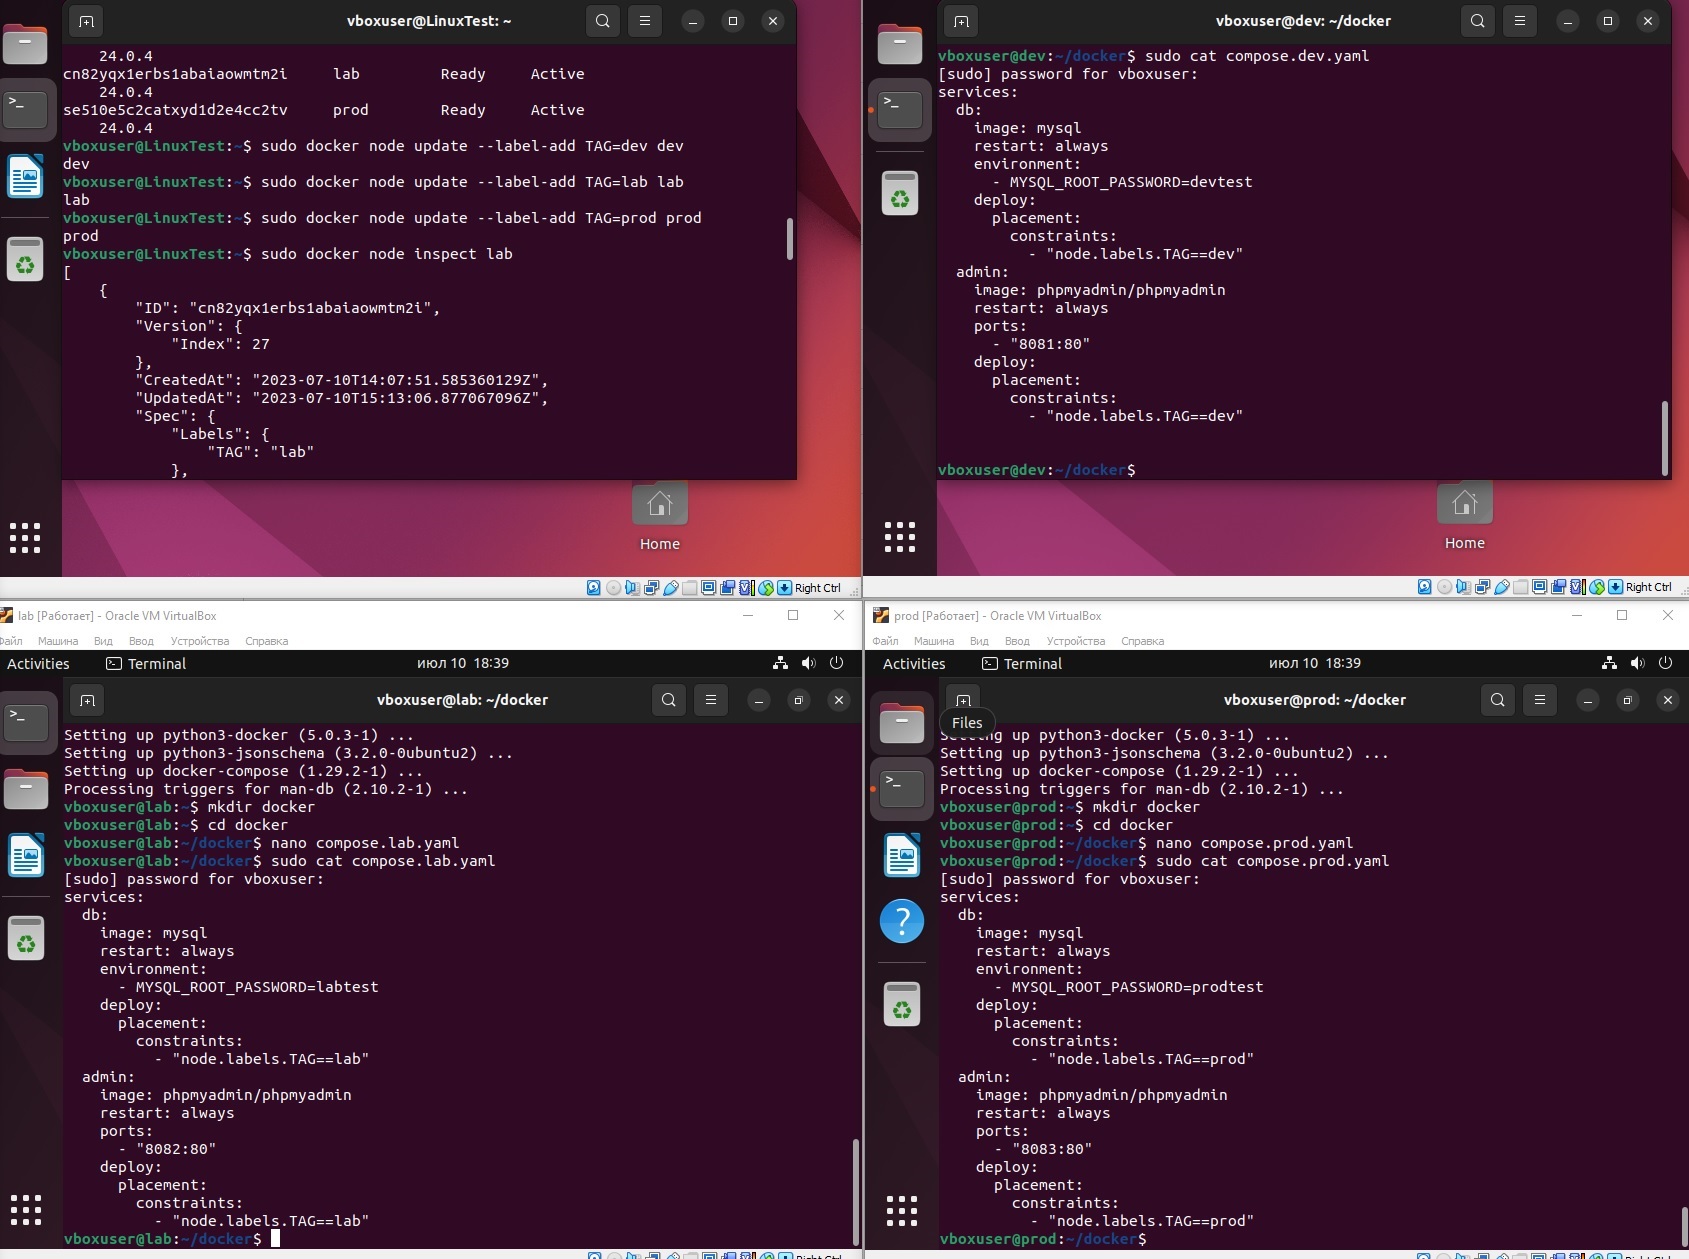 vboxuser@LinuxTest: ~
24.0.4
cn82yqx1erbs1abaiaowmtm2i lab Ready Active
24.0.4
se510e5c2catxyd1d2e4cc2tv prod Ready Active
24.0.4
vboxuser@LinuxTest:~$ sudo docker node update --label-add TAG=dev dev
dev
vboxuser@LinuxTest:~$ sudo docker node update --label-add TAG=lab lab
lab
vboxuser@LinuxTest:~$ sudo docker node update --label-add TAG=prod prod
prod
vboxuser@LinuxTest:~$ sudo docker node inspect lab
[
{
"ID": "cn82yqx1erbs1abaiaowmtm2i",
"Version": {
"Index": 27
},
"CreatedAt": "2023-07-10T14:07:51.585360129Z",
"UpdatedAt": "2023-07-10T15:13:06.877067096Z",
"Spec": {
"Labels": {
"TAG": "lab"
},
Home
Right Ctrl
vboxuser@dev: ~/docker
vboxuser@dev:~/docker$ sudo cat compose.dev.yaml
[sudo] password for vboxuser:
services:
db:
image: mysql
restart: always
environment:
- MYSQL_ROOT_PASSWORD=devtest
deploy:
placement:
constraints:
- "node.labels.TAG==dev"
admin:
image: phpmyadmin/phpmyadmin
restart: always
ports:
- "8081:80"
deploy:
placement:
constraints:
- "node.labels.TAG==dev"
vboxuser@dev:~/docker$
Home
Right Ctrl
lab [Работает] - Oracle VM VirtualBox
Файл Машина Вид Ввод Устройства Справка
Activities Terminal июл 10 18:39
vboxuser@lab: ~/docker
Setting up python3-docker (5.0.3-1) ...
Setting up python3-jsonschema (3.2.0-0ubuntu2) ...
Setting up docker-compose (1.29.2-1) ...
Processing triggers for man-db (2.10.2-1) ...
vboxuser@lab:~$ mkdir docker
vboxuser@lab:~$ cd docker
vboxuser@lab:~/docker$ nano compose.lab.yaml
vboxuser@lab:~/docker$ sudo cat compose.lab.yaml
[sudo] password for vboxuser:
services:
db:
image: mysql
restart: always
environment:
- MYSQL_ROOT_PASSWORD=labtest
deploy:
placement:
constraints:
- "node.labels.TAG==lab"
admin:
image: phpmyadmin/phpmyadmin
restart: always
ports:
- "8082:80"
deploy:
placement:
constraints:
- "node.labels.TAG==lab"
vboxuser@lab:~/docker$
Right Ctrl
prod [Работает] - Oracle VM VirtualBox
Файл Машина Вид Ввод Устройства Справка
Activities Terminal июл 10 18:39
vboxuser@prod: ~/docker
Files
Setting up python3-docker (5.0.3-1) ...
Setting up python3-jsonschema (3.2.0-0ubuntu2) ...
Setting up docker-compose (1.29.2-1) ...
Processing triggers for man-db (2.10.2-1) ...
vboxuser@prod:~$ mkdir docker
vboxuser@prod:~$ cd docker
vboxuser@prod:~/docker$ nano compose.prod.yaml
vboxuser@prod:~/docker$ sudo cat compose.prod.yaml
[sudo] password for vboxuser:
services:
db:
image: mysql
restart: always
environment:
- MYSQL_ROOT_PASSWORD=prodtest
deploy:
placement:
constraints:
- "node.labels.TAG==prod"
admin:
image: phpmyadmin/phpmyadmin
restart: always
ports:
- "8083:80"
deploy:
placement:
constraints:
- "node.labels.TAG==prod"
vboxuser@prod:~/docker$
Right Ctrl